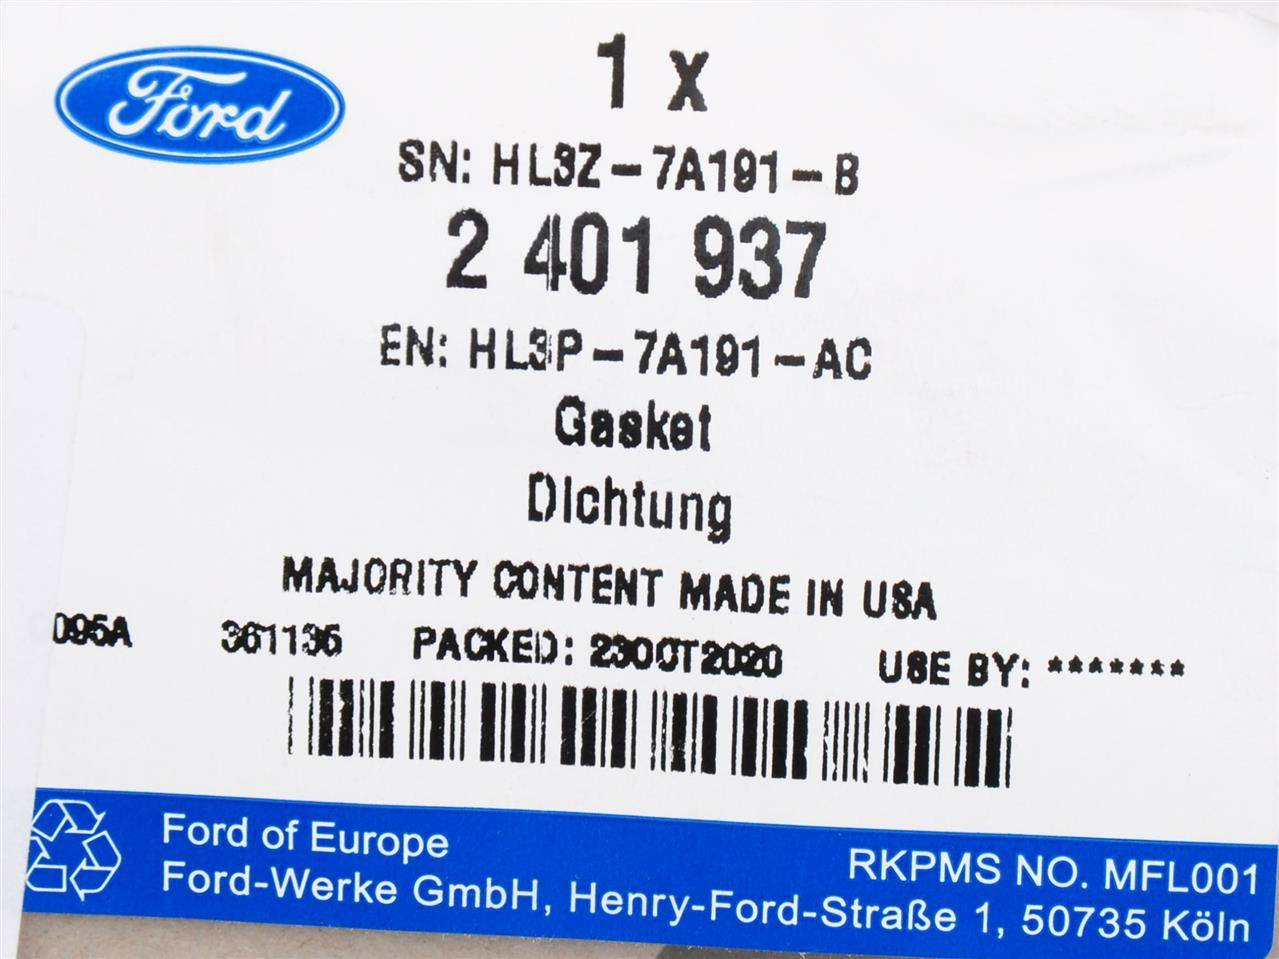 Ford
1 x
SN: HL3Z-7A191-B
2 401 937
EN: HL3P-7A191-AC
Gasket
Dichtung
MAJORITY CONTENT MADE IN USA
095A 361135 PACKED: 23OCT2020 USE BY: *******
Ford of Europe
RKPMS NO. MFL001
Ford-Werke GmbH, Henry-Ford-Straße 1, 50735 Köln